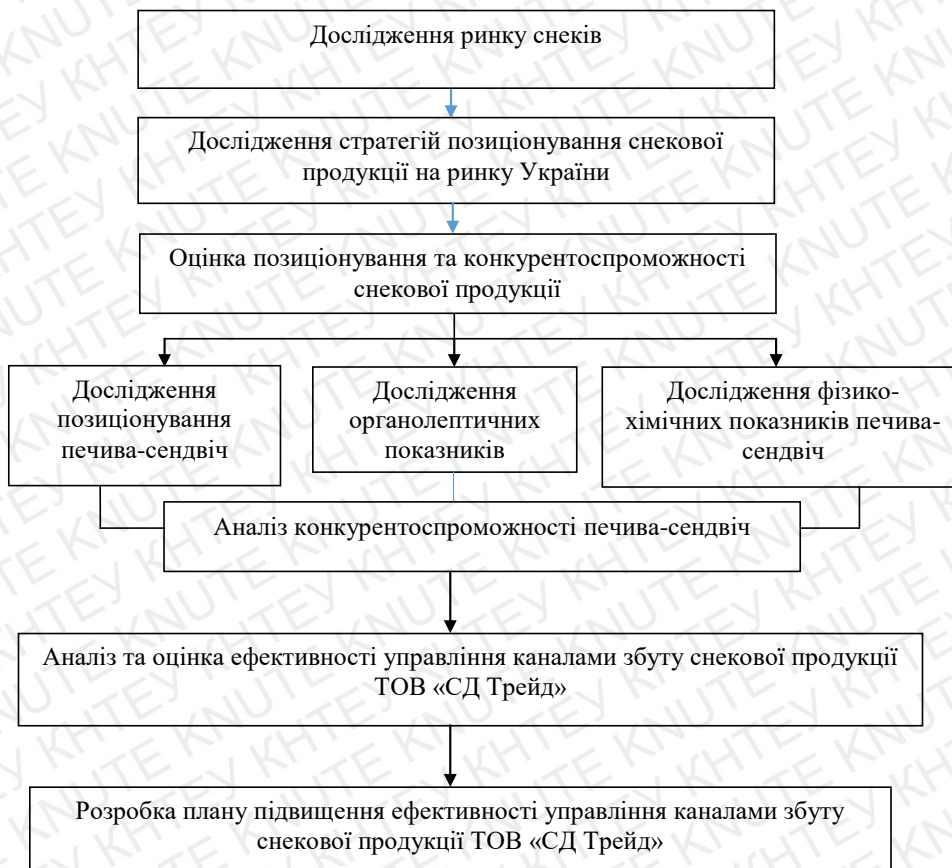 Дослідження ринку снеків
Дослідження стратегій позиціонування снекової
продукції на ринку України
Оцінка позиціонування та конкурентоспроможності
снекової продукції
Дослідження
позиціонування
печива-сендвіч
Дослідження
органолептичних
показників
Дослідження фізико-
хімічних показників печива-
сендвіч
Аналіз конкурентоспроможності печива-сендвіч
Аналіз та оцінка ефективності управління каналами збуту снекової продукції
ТОВ «СД Трейд»
Розробка плану підвищення ефективності управління каналами збуту
снекової продукції ТОВ «СД Трейд»